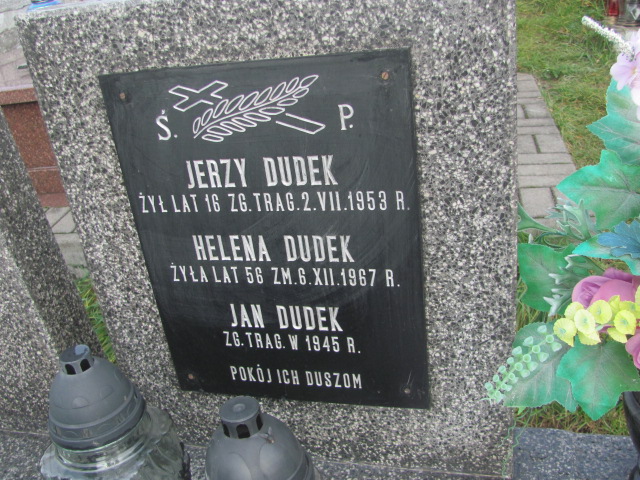 Ś. P.
JERZY DUDEK
ŻYŁ LAT 16 ZG.TRAG.2.VII.1953 R.
HELENA DUDEK
ŻYŁA LAT 56 ZM.6.XII.1967 R.
JAN DUDEK
ZG.TRAG.W 1945 R.
POKÓJ ICH DUSZOM